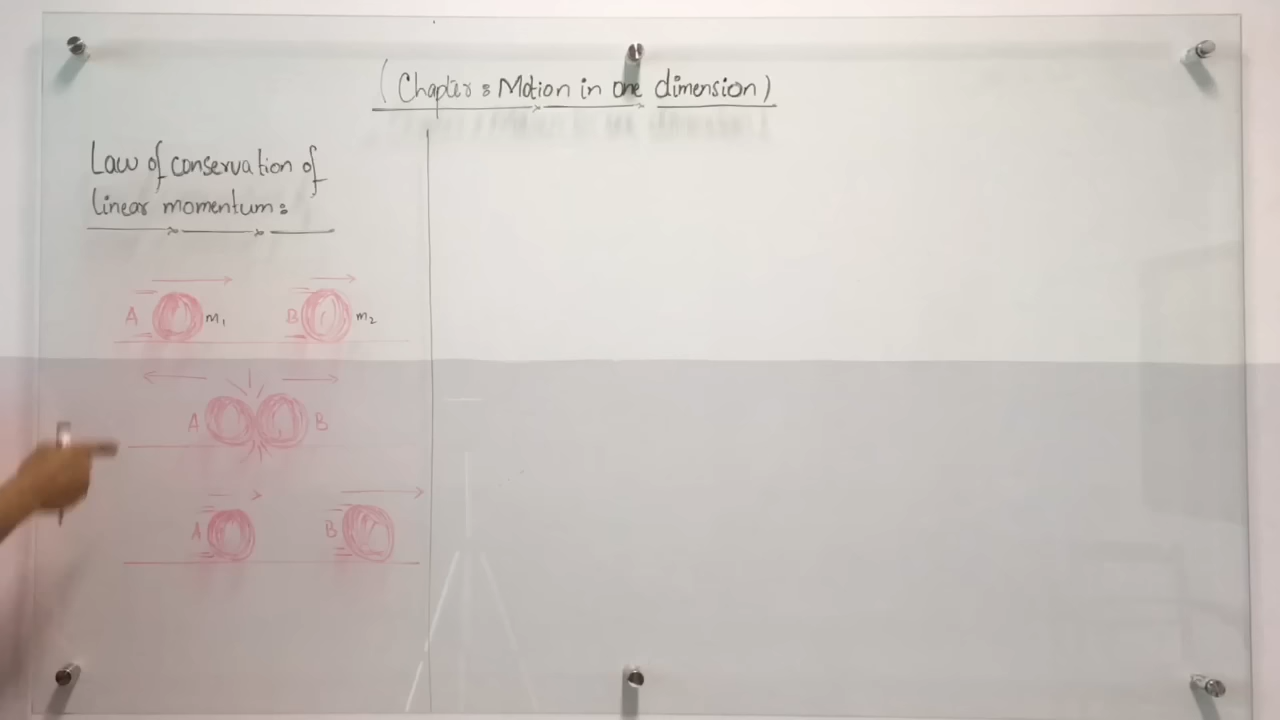 (Chapter : Motion in one dimension)
Law of conservation of
linear momentum:
A m₁ B m₂
A B
A B